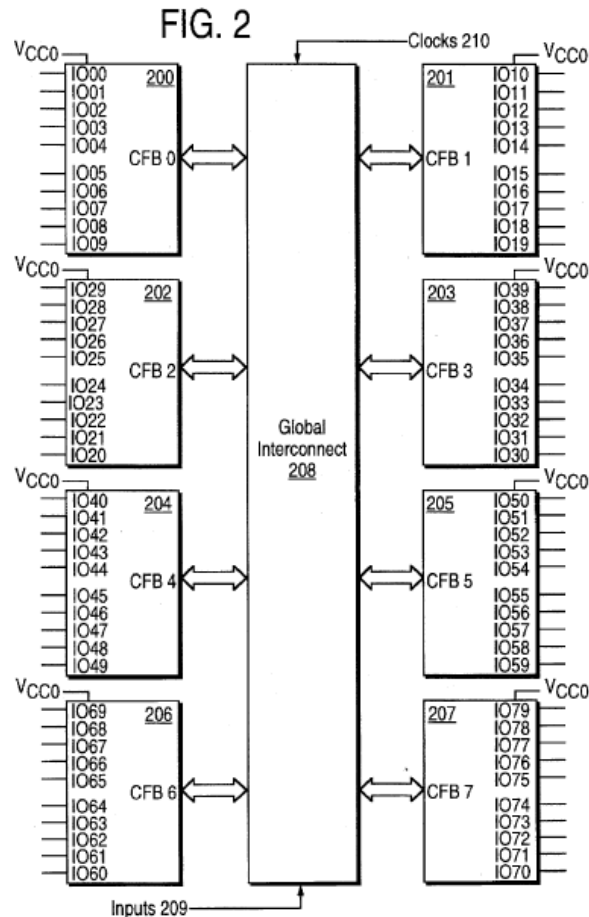 FIG. 2
Clocks 210
VCC0
IO00
IO01
IO02
IO03
IO04
IO05
IO06
IO07
IO08
IO09
200
CFB 0
VCC0
201
CFB 1
IO10
IO11
IO12
IO13
IO14
IO15
IO16
IO17
IO18
IO19
VCC0
IO29
IO28
IO27
IO26
IO25
IO24
IO23
IO22
IO21
IO20
202
CFB 2
VCC0
203
CFB 3
IO39
IO38
IO37
IO36
IO35
IO34
IO33
IO32
IO31
IO30
Global
Interconnect
208
VCC0
IO40
IO41
IO42
IO43
IO44
IO45
IO46
IO47
IO48
IO49
204
CFB 4
VCC0
205
CFB 5
IO50
IO51
IO52
IO53
IO54
IO55
IO56
IO57
IO58
IO59
VCC0
IO69
IO68
IO67
IO66
IO65
IO64
IO63
IO62
IO61
IO60
206
CFB 6
VCC0
207
CFB 7
IO79
IO78
IO77
IO76
IO75
IO74
IO73
IO72
IO71
IO70
Inputs 209